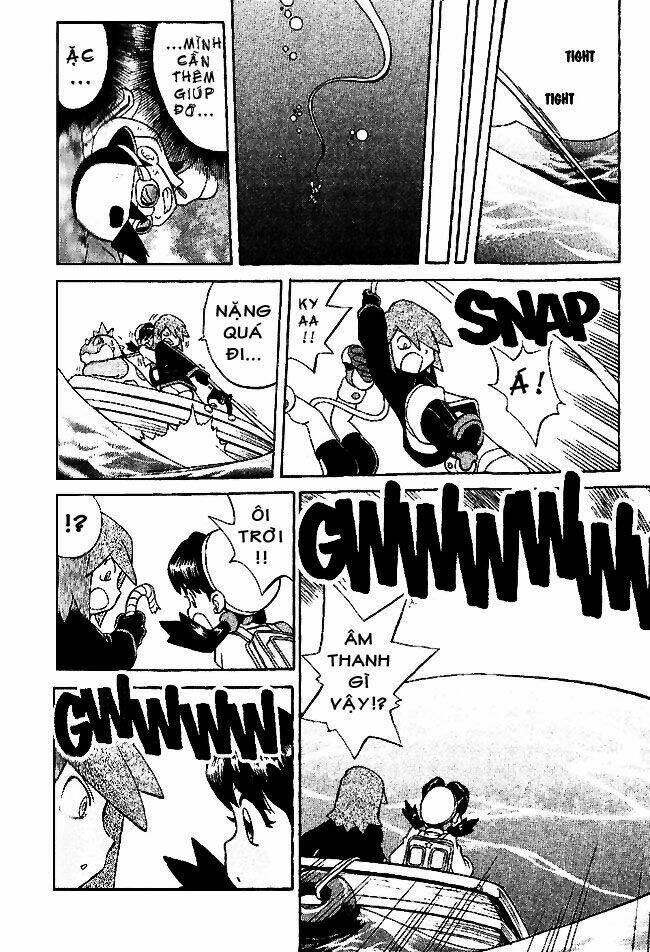 TIGHT
TIGHT
...MÌNH
CẦN
THÊM
GIÚP
ĐỠ...
ẶC
...
SNAP
Á!
KY
AA
!!
NẶNG
QUÁ
ĐI...
ÔI
TRỜI
!!
!?
GWWWWWW
ÂM
THANH
GÌ
VẬY!?
GWWWWW